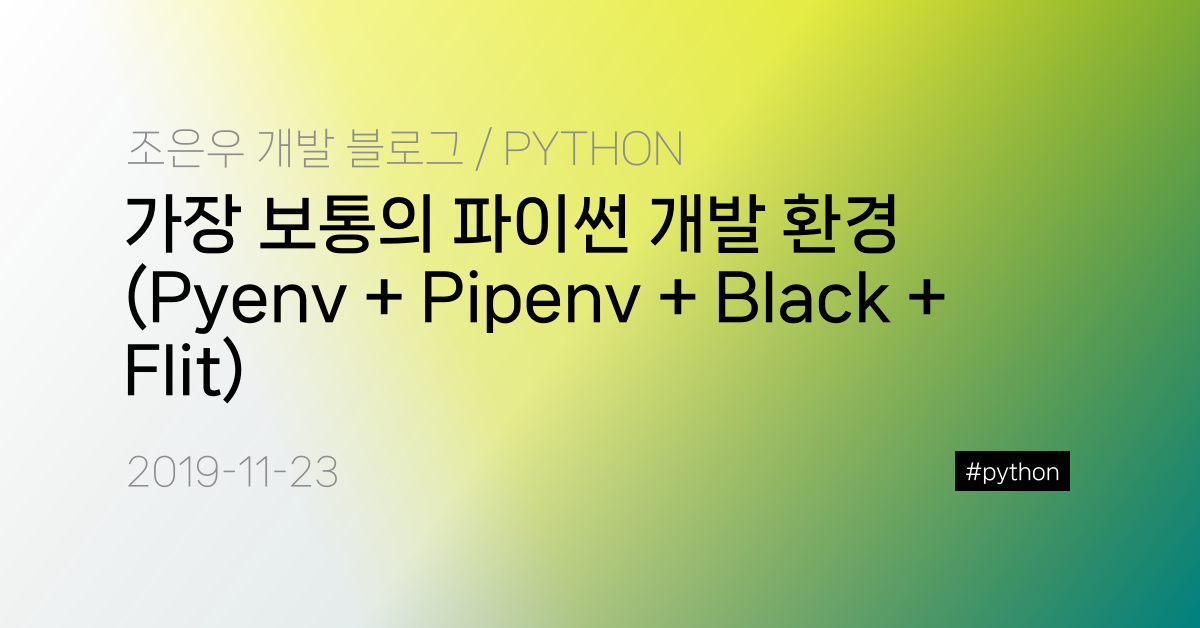 조은우 개발 블로그 / PYTHON
가장 보통의 파이썬 개발 환경
(Pyenv + Pipenv + Black +
Flit)
2019-11-23
#python